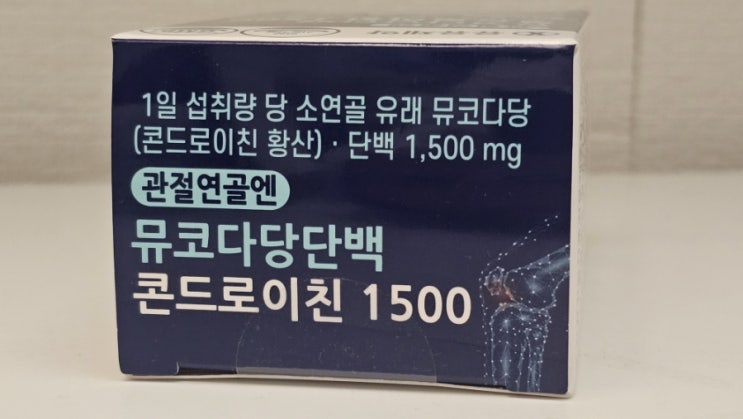 1일 섭취량 당 소연골 유래 뮤코다당
(콘드로이친 황산) · 단백 1,500 mg
관절연골엔
뮤코다당단백
콘드로이친 1500